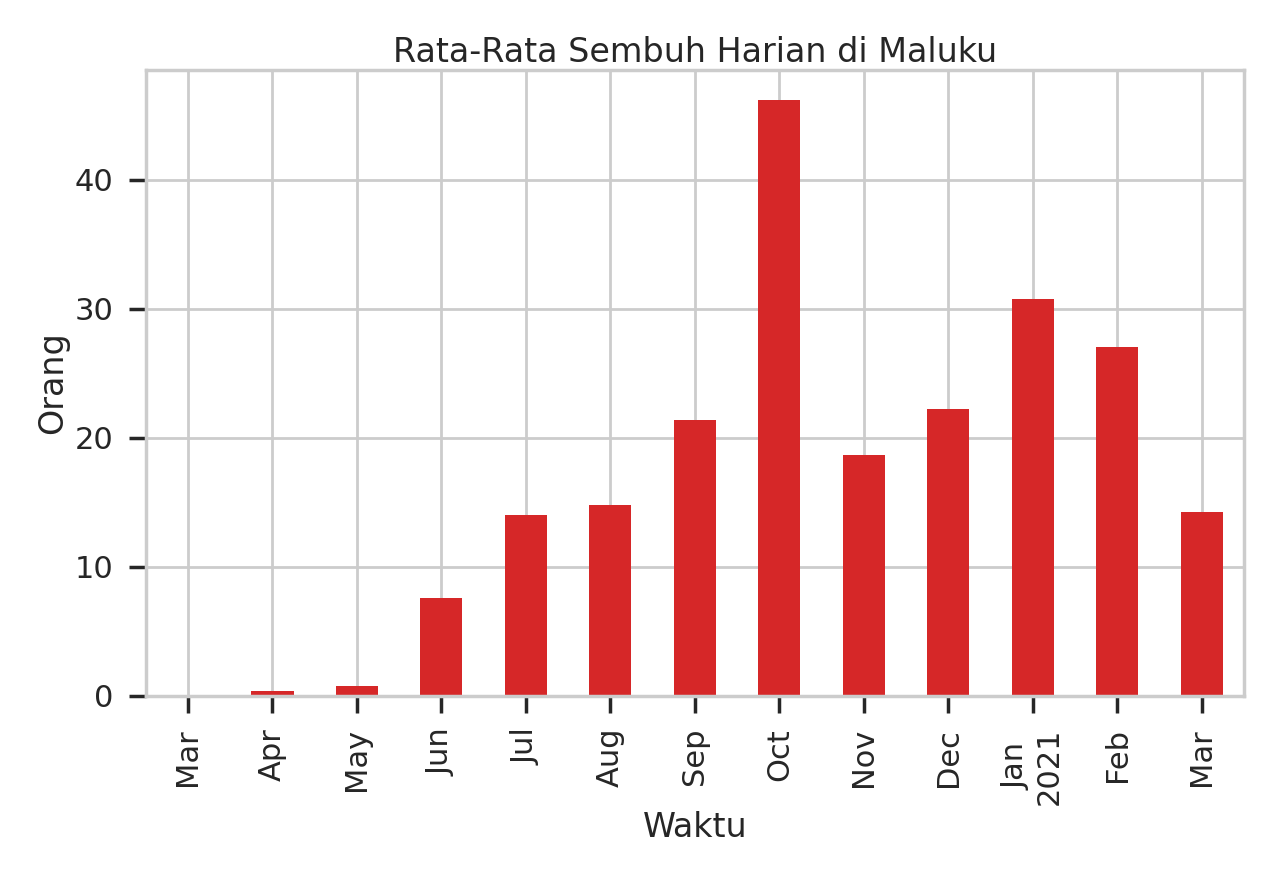 Rata-Rata Sembuh Harian di Maluku
Orang
40
30
20
10
0
Mar
Apr
May
Jun
Jul
Aug
Sep
Oct
Nov
Dec
Jan
2021
Feb
Mar
Waktu